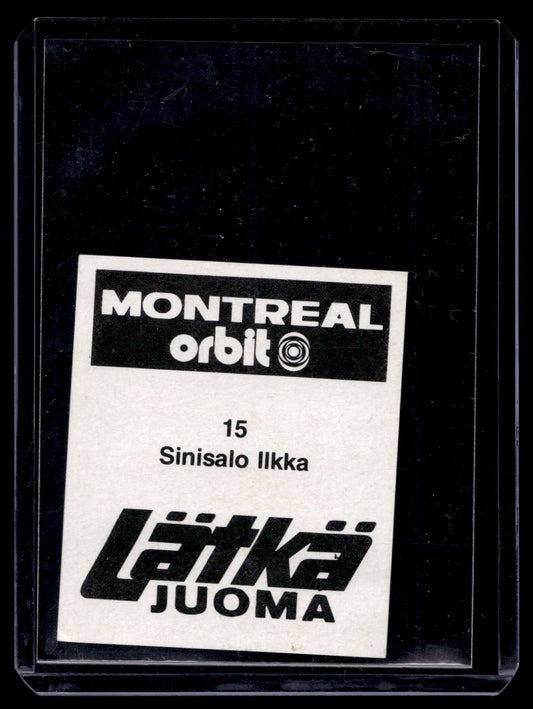 MONTREAL
orbit
15
Sinisalo Ilkka
Lätkä
JUOMA